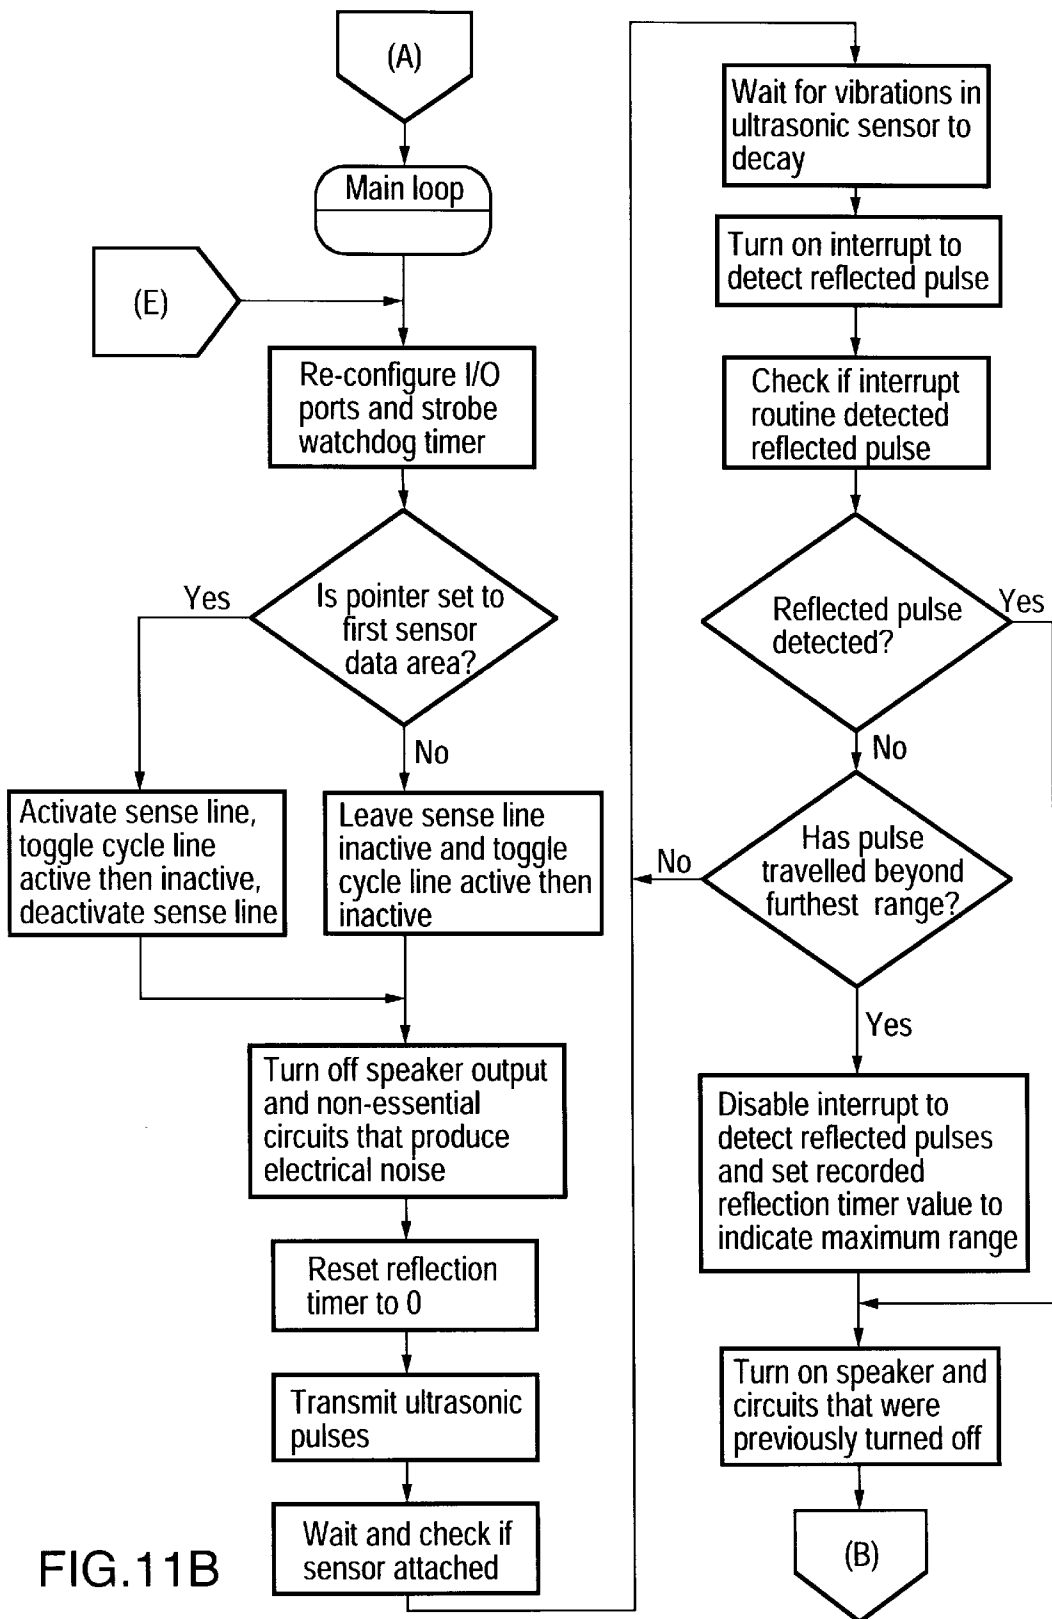 (A)
Main loop
(E)
Re-configure I/O
ports and strobe
watchdog timer
Is pointer set to
first sensor
data area?
Yes
No
Activate sense line,
toggle cycle line
active then inactive,
deactivate sense line
Leave sense line
inactive and toggle
cycle line active then
inactive
Turn off speaker output
and non-essential
circuits that produce
electrical noise
Reset reflection
timer to 0
Transmit ultrasonic
pulses
Wait and check if
sensor attached
Wait for vibrations in
ultrasonic sensor to
decay
Turn on interrupt to
detect reflected pulse
Check if interrupt
routine detected
reflected pulse
Reflected pulse
detected?
Yes
No
Has pulse
travelled beyond
furthest range?
No
Yes
Disable interrupt to
detect reflected pulses
and set recorded
reflection timer value to
indicate maximum range
Turn on speaker and
circuits that were
previously turned off
(B)
FIG.11B